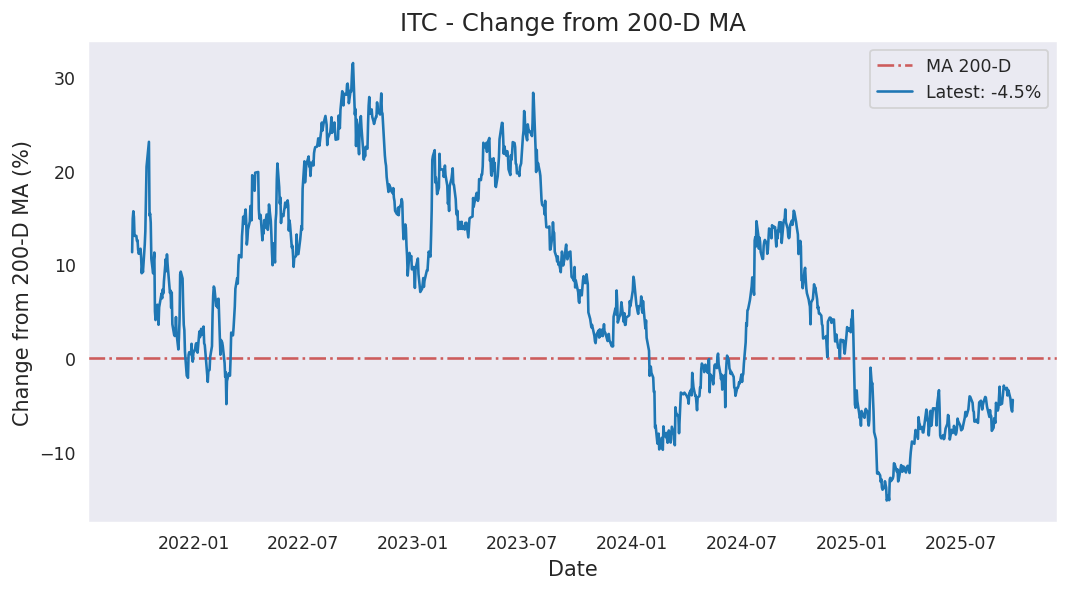 ITC - Change from 200-D MA
MA 200-D
Latest: -4.5%
Change from 200-D MA (%)
30
20
10
0
−10
2022-01 2022-07 2023-01 2023-07 2024-01 2024-07 2025-01 2025-07
Date